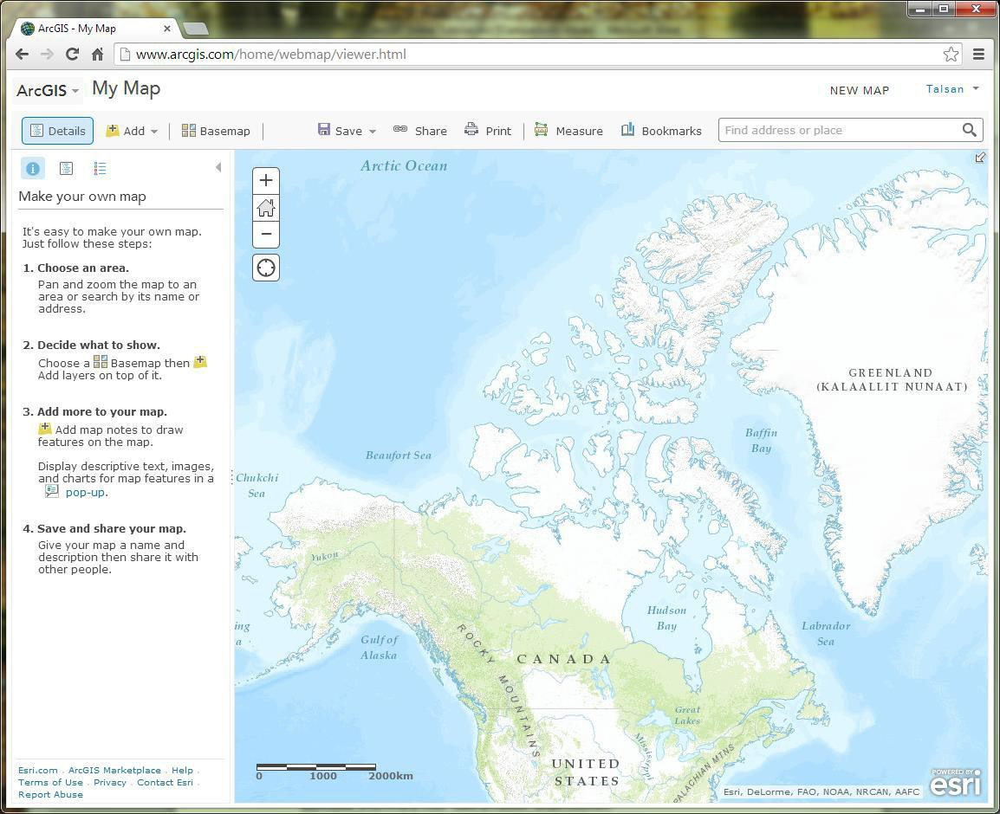 ArcGIS - My Map
www.arcgis.com/home/webmap/viewer.html
ArcGIS My Map NEW MAP Talsan
Details Add Basemap Save Share Print Measure Bookmarks Find address or place
Make your own map
It's easy to make your own map.
Just follow these steps:
1. Choose an area.
Pan and zoom the map to an
area or search by its name or
address.
2. Decide what to show.
Choose a Basemap then
Add layers on top of it.
3. Add more to your map.
Add map notes to draw
features on the map.
Display descriptive text, images,
and charts for map features in a
pop-up.
4. Save and share your map.
Give your map a name and
description then share it with
other people.
Esri.com . ArcGIS Marketplace . Help .
Terms of Use . Privacy . Contact Esri .
Report Abuse
Arctic Ocean
GREENLAND
(KALAALLIT NUNAAT)
Baffin
Bay
Beaufort Sea
Chukchi
Sea
Yukon
Hudson
Bay
Labrador
Sea
ing
a
Gulf of
Alaska
ROCKY MOUNTAINS
CANADA
Great
Lakes
Mississippi
UNITED
STATES
PALACHIAN MTNS
0 1000 2000km
Esri, DeLorme, FAO, NOAA, NRCAN, AAFC
POWERED BY
esri